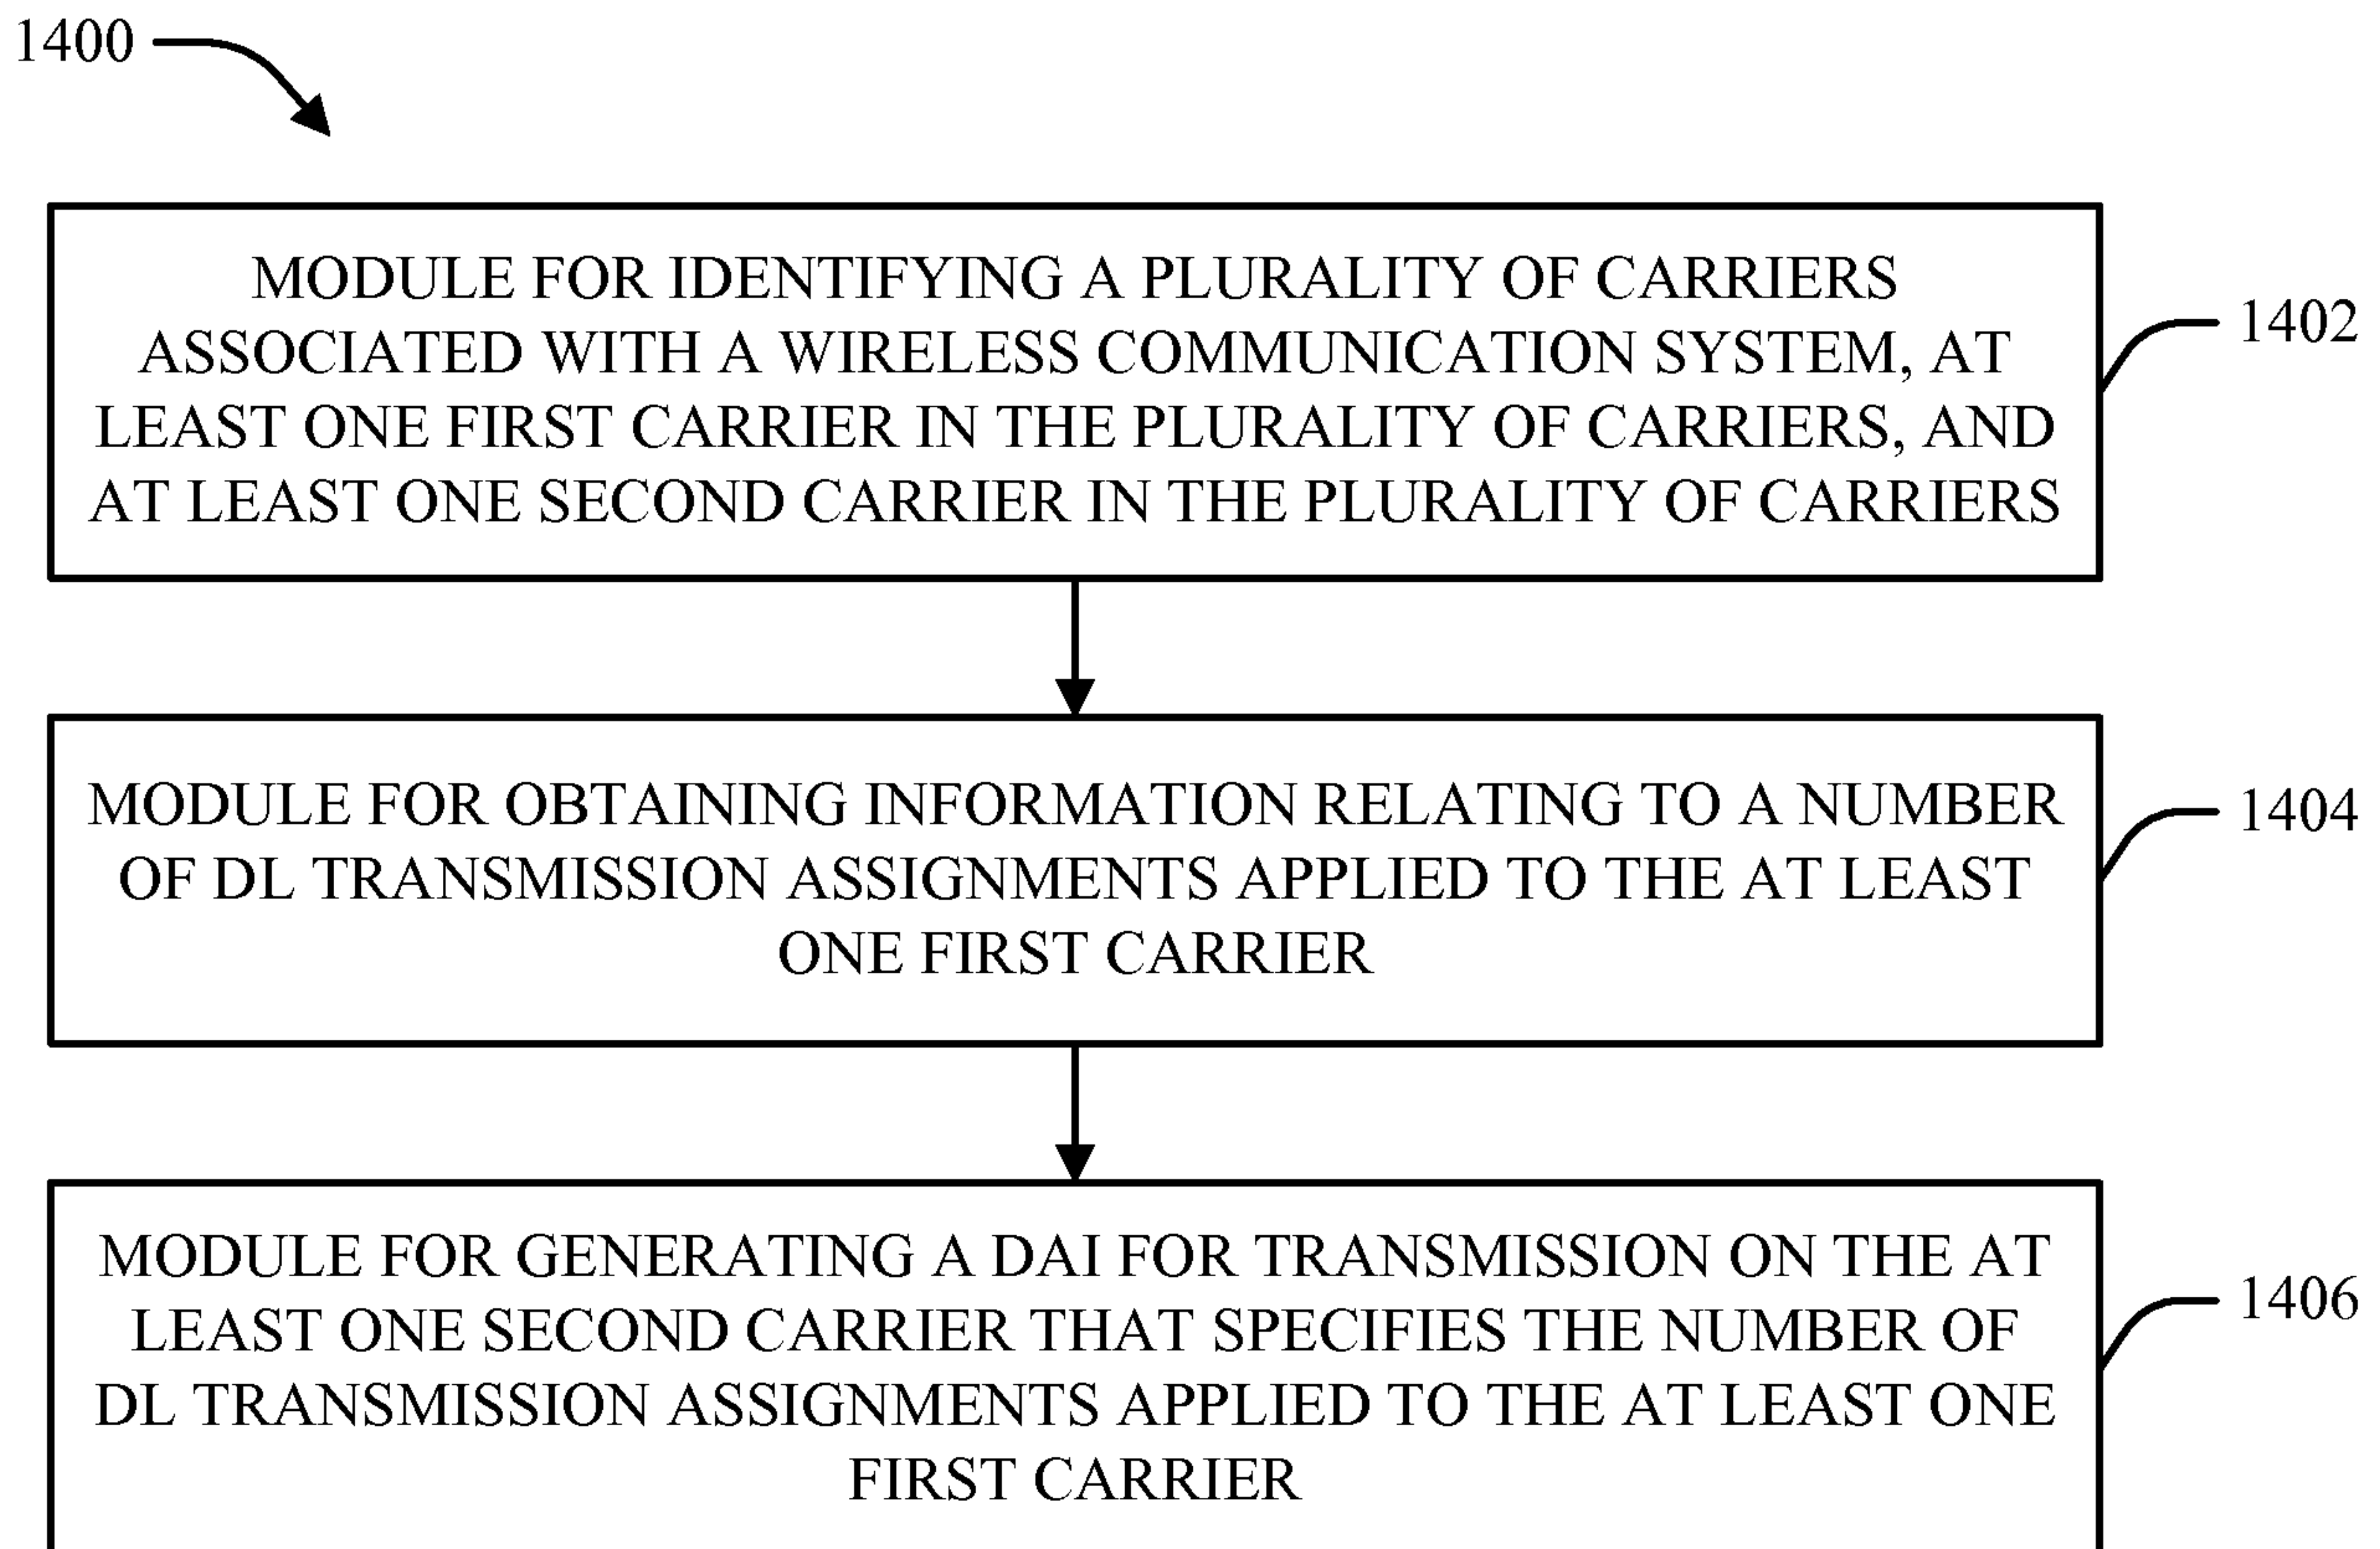 1400
MODULE FOR IDENTIFYING A PLURALITY OF CARRIERS
ASSOCIATED WITH A WIRELESS COMMUNICATION SYSTEM, AT
LEAST ONE FIRST CARRIER IN THE PLURALITY OF CARRIERS, AND
AT LEAST ONE SECOND CARRIER IN THE PLURALITY OF CARRIERS
1402
MODULE FOR OBTAINING INFORMATION RELATING TO A NUMBER
OF DL TRANSMISSION ASSIGNMENTS APPLIED TO THE AT LEAST
ONE FIRST CARRIER
1404
MODULE FOR GENERATING A DAI FOR TRANSMISSION ON THE AT
LEAST ONE SECOND CARRIER THAT SPECIFIES THE NUMBER OF
DL TRANSMISSION ASSIGNMENTS APPLIED TO THE AT LEAST ONE
FIRST CARRIER
1406